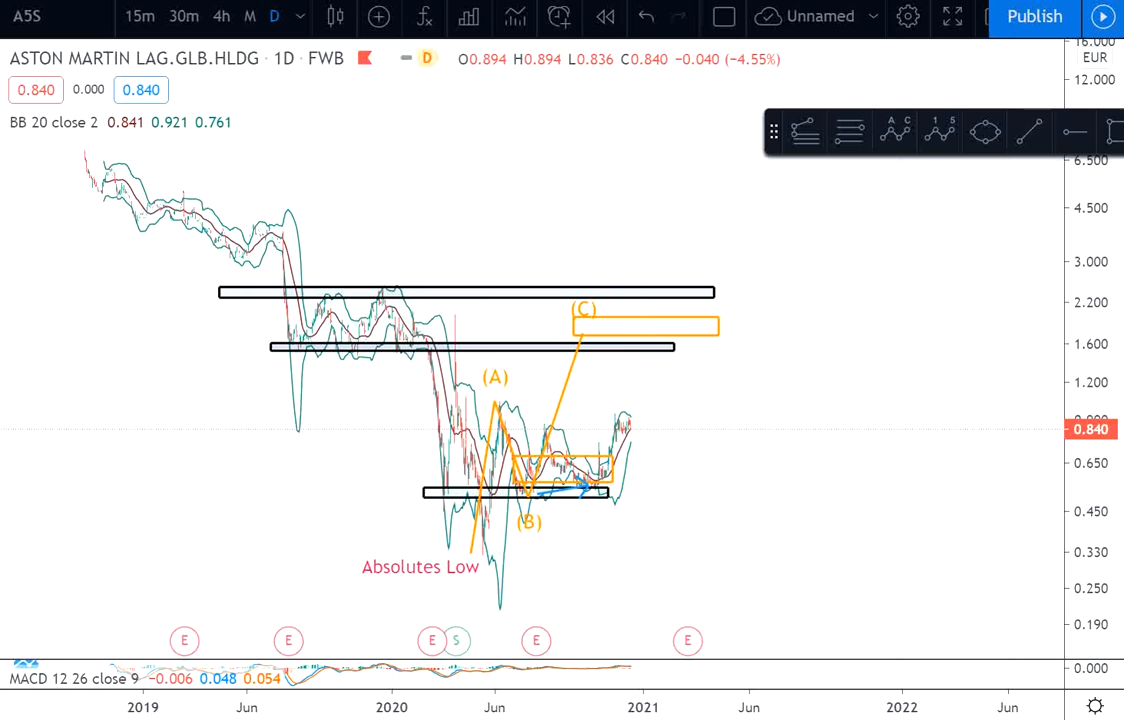 A5S 15m 30m 4h M D Unnamed Publish
ASTON MARTIN LAG.GLB.HLDG · 1D · FWB D O0.894 H0.894 L0.836 C0.840 −0.040 (−4.55%)
0.840 0.000 0.840
BB 20 close 2 0.841 0.921 0.761
A C 1 5
16.000
EUR
12.000
6.500
4.500
3.000
2.200
1.600
1.200
0.840
0.650
0.450
0.330
0.250
0.190
(C)
(A)
(B)
Absolutes Low
E E E S E E
0.000
MACD 12 26 close 9 −0.006 0.048 0.054
2019 Jun 2020 Jun 2021 Jun 2022 Jun